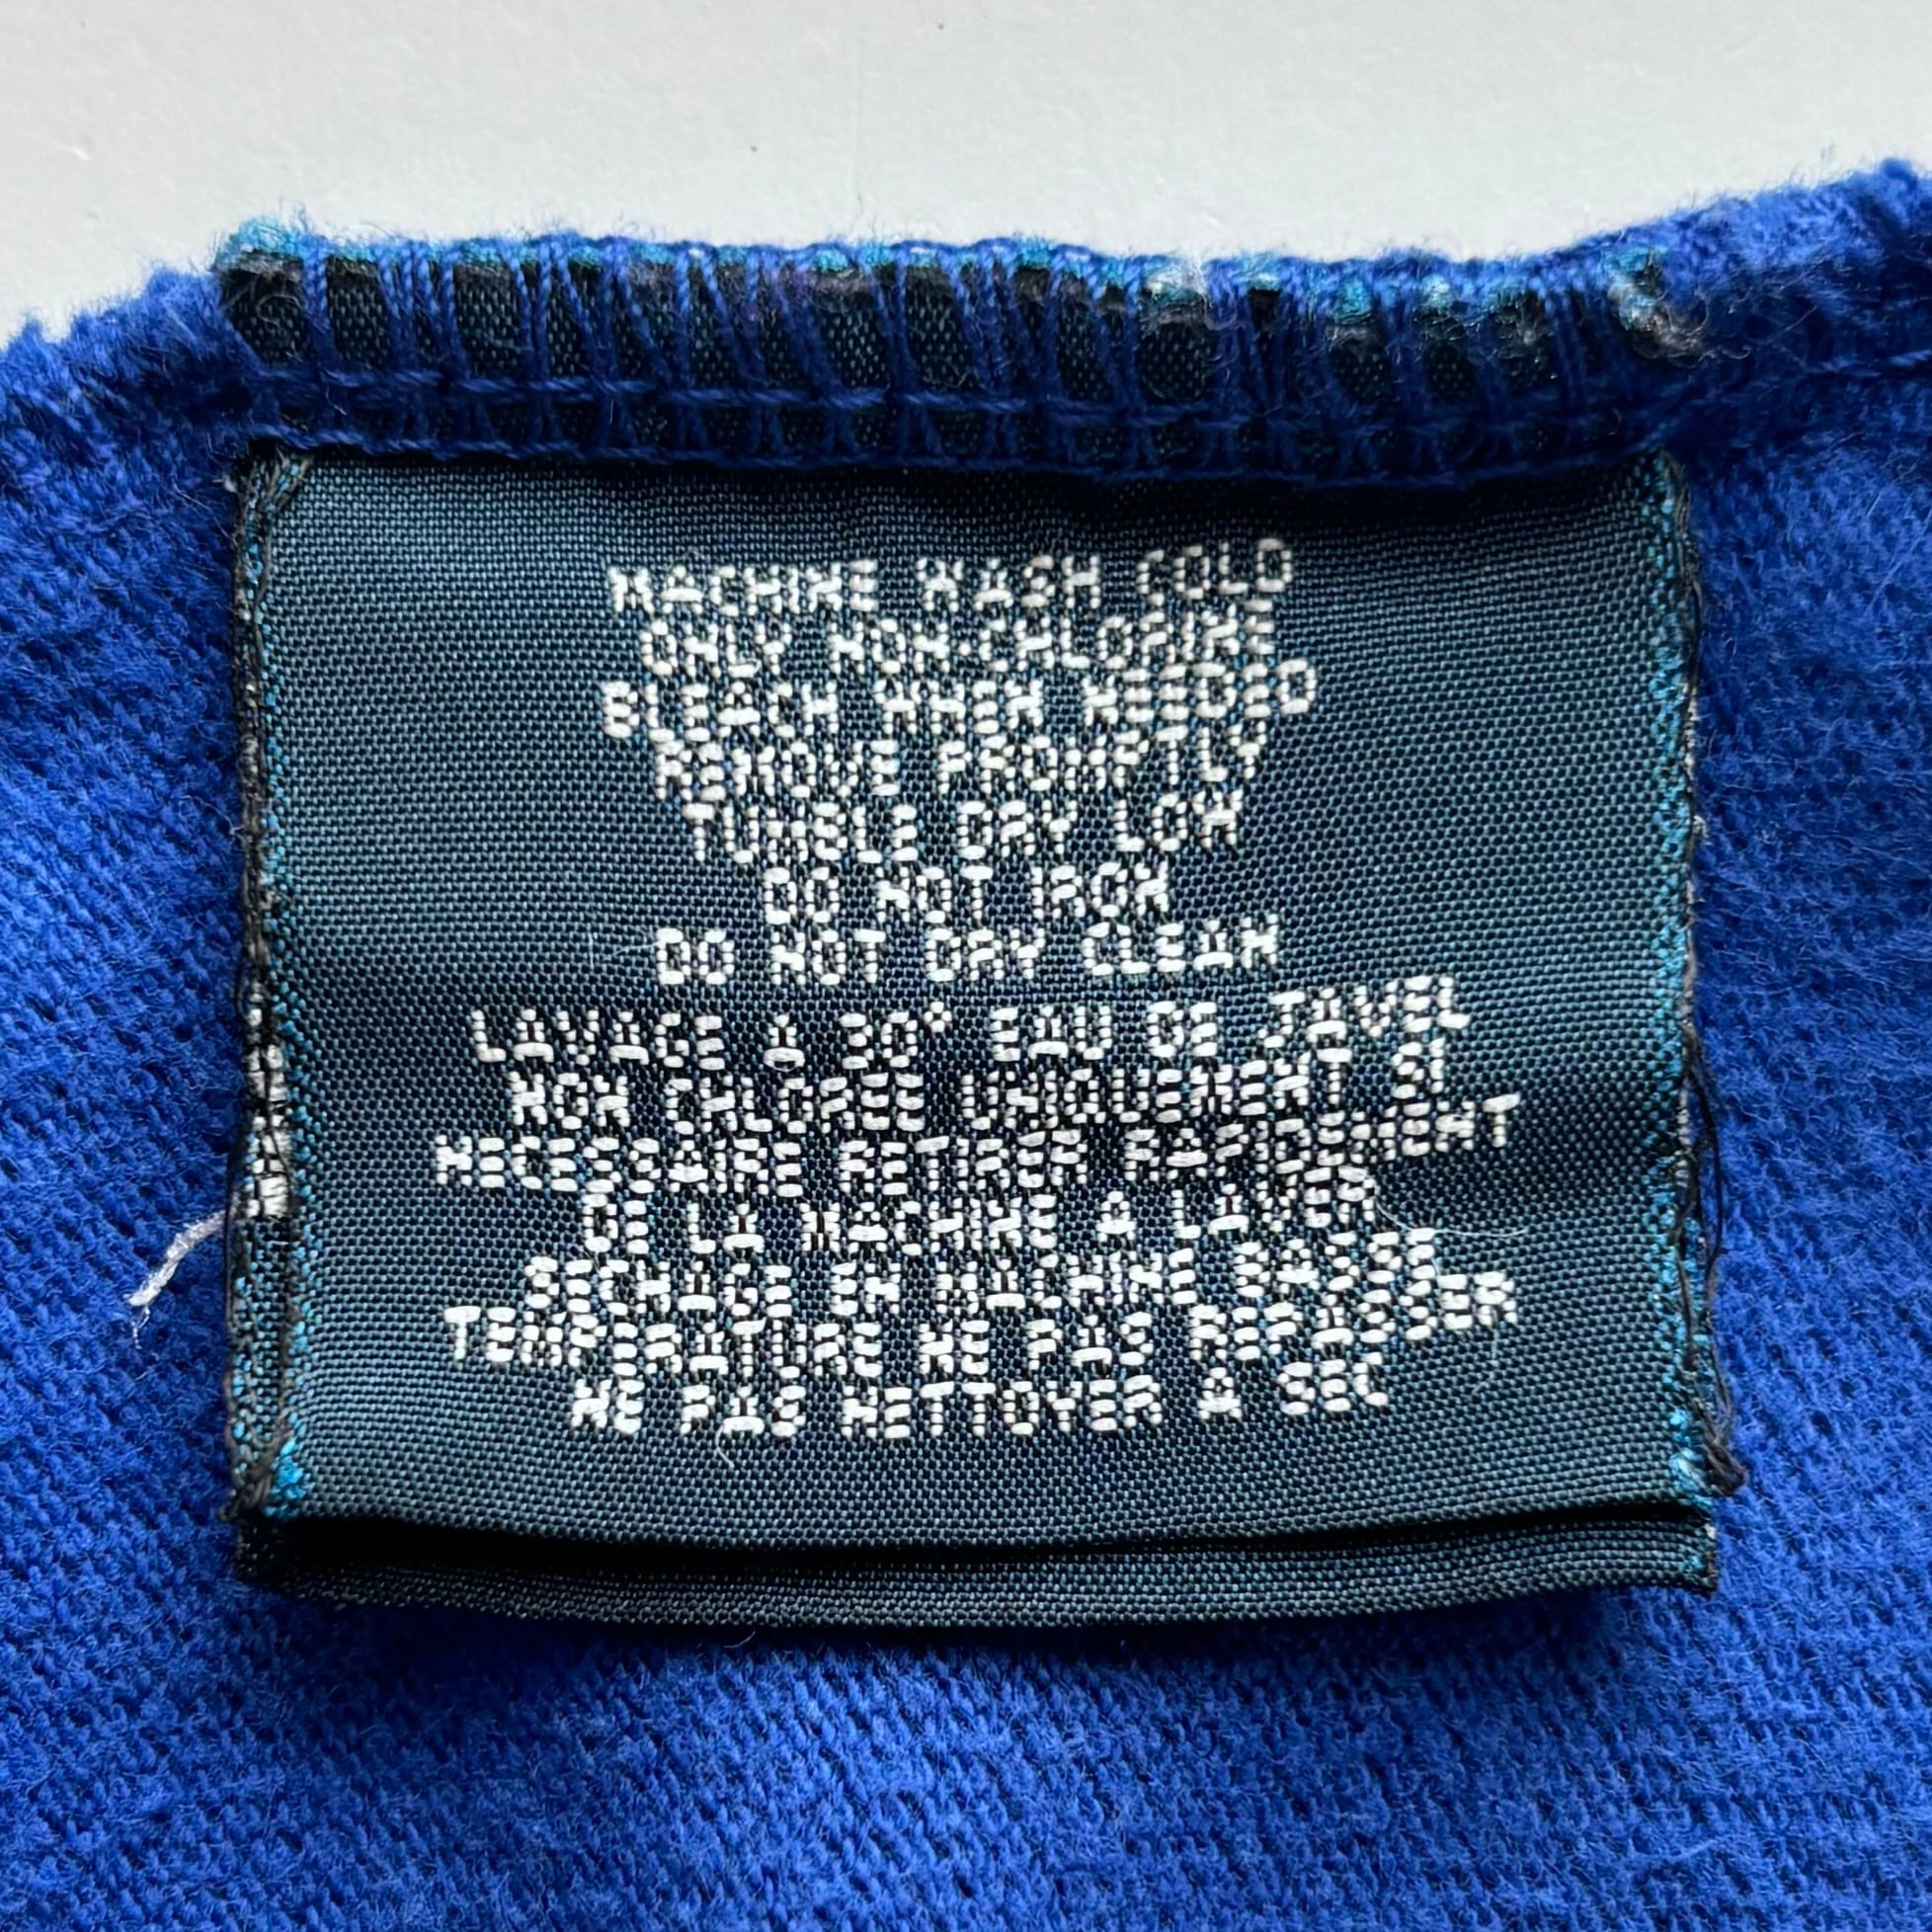 MACHINE WASH COLD
ONLY NON-CHLORINE
BLEACH WHEN NEEDED
REMOVE PROMPTLY
TUMBLE DRY LOW
DO NOT IRON
DO NOT DRY CLEAN
LAVAGE A 30° EAU DE JAVEL
NON CHLOREE UNIQUEMENT SI
NECESSAIRE RETIRER RAPIDEMENT
DE LA MACHINE A LAVER
SECHAGE EN MACHINE BASSE
TEMPERATURE NE PAS REPASSER
NE PAS NETTOYER A SEC